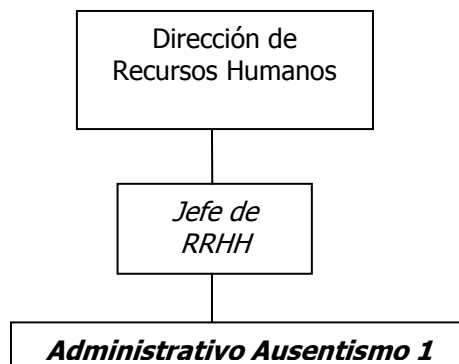 Dirección de
Recursos Humanos
Jefe de
RRHH
Administrativo Ausentismo 1